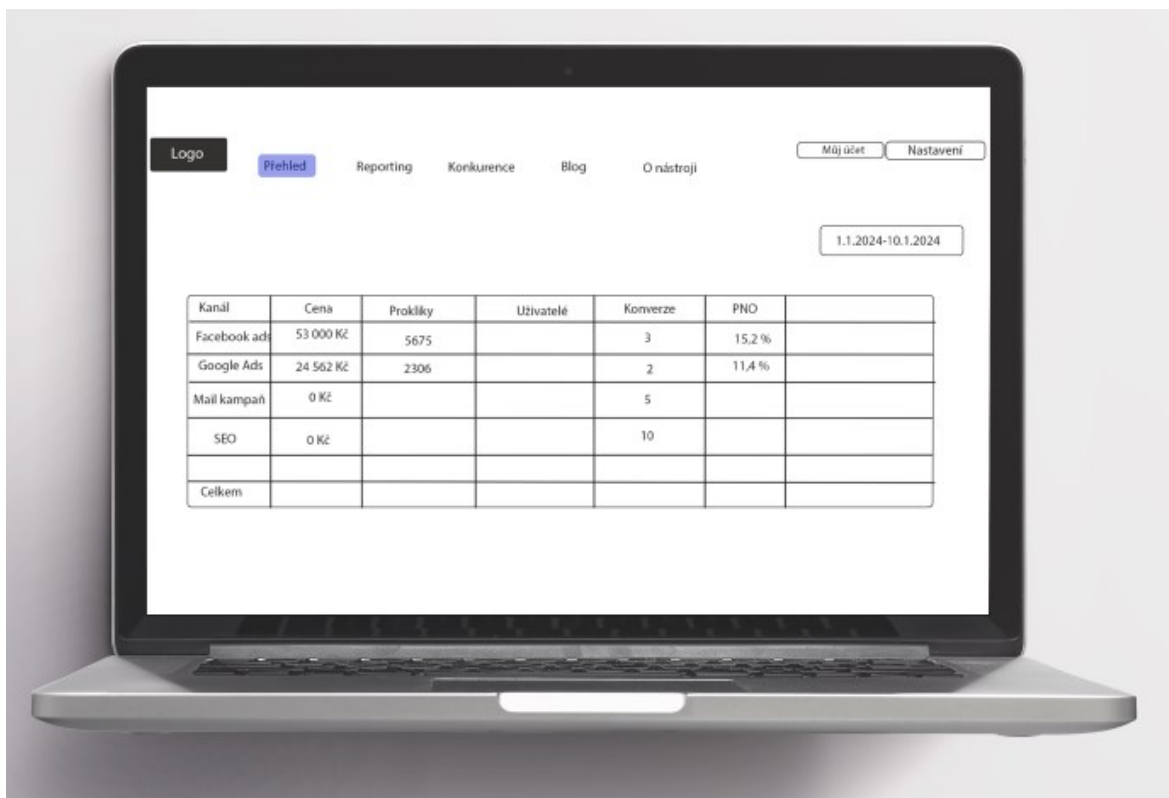 Logo
Přehled Reporting Konkurence Blog O nástroji
Můj účet Nastavení
1.1.2024-10.1.2024
Kanál Cena Prokliky Uživatelé Konverze PNO
Facebook ads 53 000 Kč 5675 3 15,2 %
Google Ads 24 562 Kč 2306 2 11,4 %
Mail kampaň 0 Kč 5
SEO 0 Kč 10
Celkem